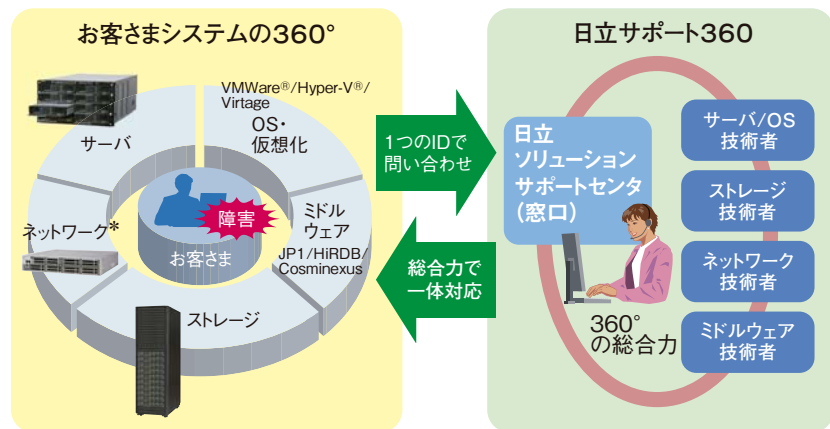 お客さまシステムの360°
サーバ
VMWare®/Hyper-V®/
Virtage
OS・
仮想化
ネットワーク*
障害
お客さま
ミドル
ウェア
JP1/HiRDB/
Cosminexus
ストレージ
1つのIDで
問い合わせ
総合力で
一体対応
日立サポート360
日立
ソリューション
サポートセンタ
(窓口)
360°
の総合力
サーバ/OS
技術者
ストレージ
技術者
ネットワーク
技術者
ミドルウェア
技術者